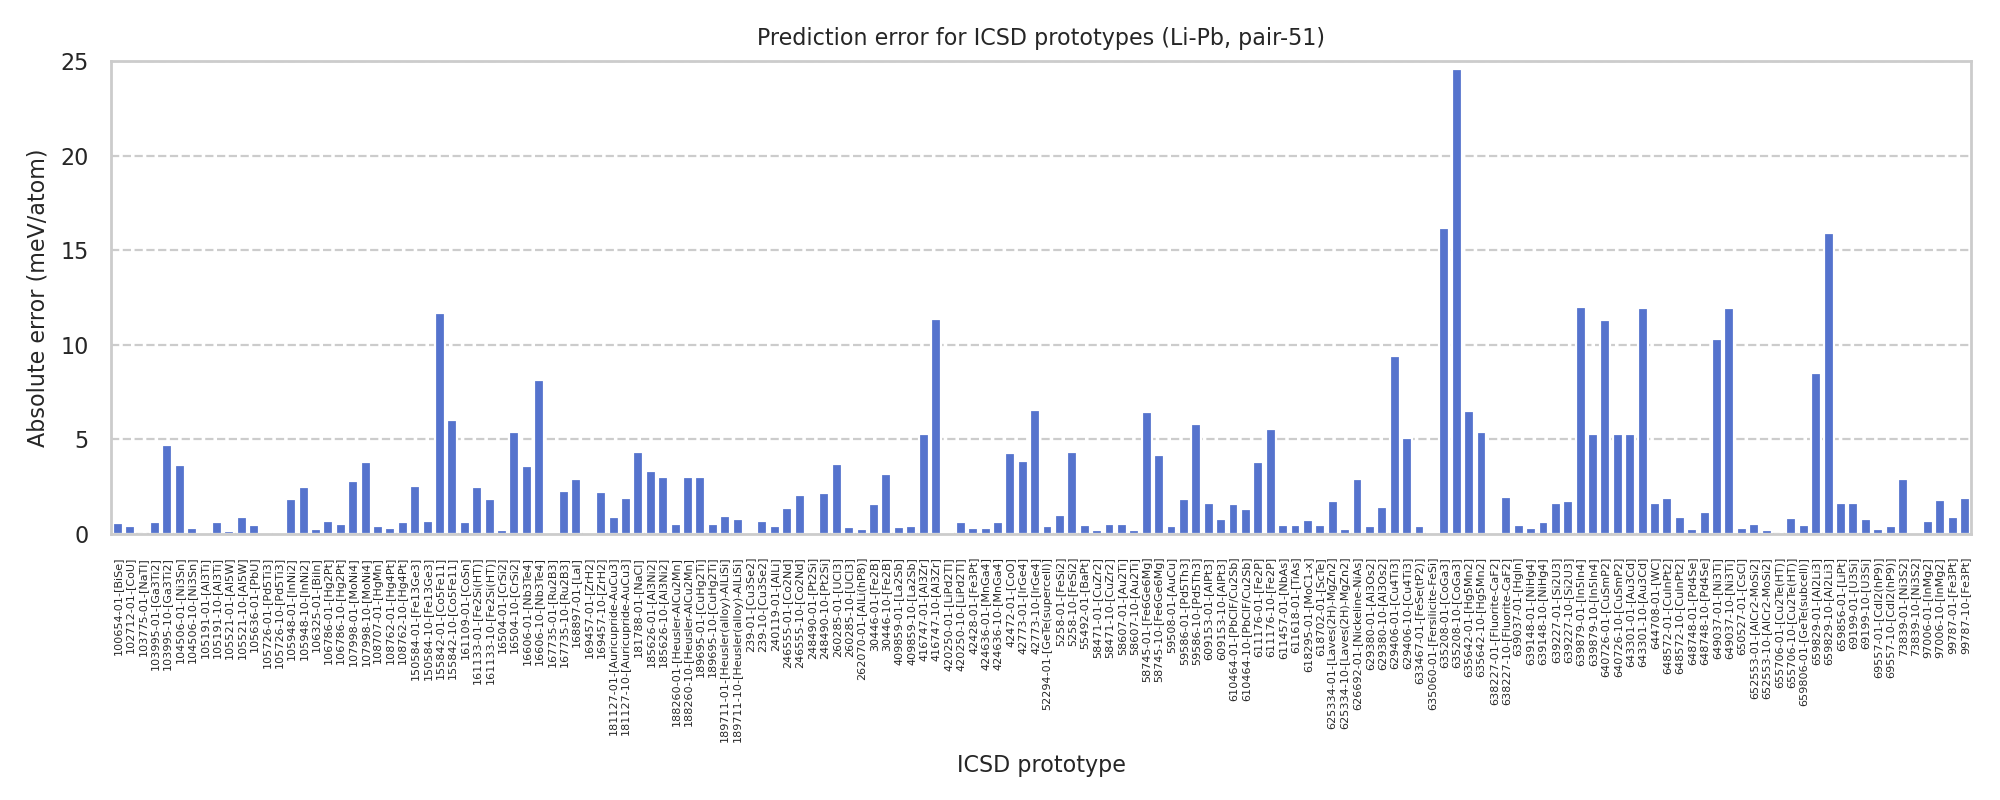 Prediction error for ICSD prototypes (Li-Pb, pair-51)
Absolute error (meV/atom)
25
20
15
10
5
0
100654-01-[BiSe]
102712-01-[CoU]
103775-01-[NaTl]
103995-01-[Ga3Ti2]
103995-10-[Ga3Ti2]
104506-01-[Ni3Sn]
104506-10-[Ni3Sn]
105191-01-[Al3Ti]
105191-10-[Al3Ti]
105521-01-[Al5W]
105521-10-[Al5W]
105636-01-[PbU]
105726-01-[Pd5Ti3]
105726-10-[Pd5Ti3]
105948-01-[InNi2]
105948-10-[InNi2]
106325-01-[BiIn]
106786-01-[Hg2Pt]
106786-10-[Hg2Pt]
107998-01-[MoNi4]
107998-10-[MoNi4]
108707-01-[HgMn]
108762-01-[Hg4Pt]
108762-10-[Hg4Pt]
150584-01-[Fe13Ge3]
150584-10-[Fe13Ge3]
155842-01-[Co5Fe11]
155842-10-[Co5Fe11]
161109-01-[CoSn]
161133-01-[Fe2Si(HT)]
161133-10-[Fe2Si(HT)]
16504-01-[CrSi2]
16504-10-[CrSi2]
16606-01-[Nb3Te4]
16606-10-[Nb3Te4]
167735-01-[Ru2B3]
167735-10-[Ru2B3]
168897-01-[LaI]
169457-01-[ZrH2]
169457-10-[ZrH2]
181127-01-[Auricupride-AuCu3]
181127-10-[Auricupride-AuCu3]
181788-01-[NaCl]
185626-01-[Al3Ni2]
185626-10-[Al3Ni2]
188260-01-[Heusler-AlCu2Mn]
188260-10-[Heusler-AlCu2Mn]
189695-01-[CuHg2Ti]
189695-10-[CuHg2Ti]
189711-01-[Heusler(alloy)-AlLiSi]
189711-10-[Heusler(alloy)-AlLiSi]
239-01-[Cu3Se2]
239-10-[Cu3Se2]
240119-01-[AlLi]
246555-01-[Co2Nd]
246555-10-[Co2Nd]
248490-01-[Pt2Si]
248490-10-[Pt2Si]
260285-01-[UCl3]
260285-10-[UCl3]
262070-01-[AlLi(hP8)]
30446-01-[Fe2B]
30446-10-[Fe2B]
409859-01-[La2Sb]
409859-10-[La2Sb]
416747-01-[Al3Zr]
416747-10-[Al3Zr]
420250-01-[LiPd2Tl]
420250-10-[LiPd2Tl]
42428-01-[Fe3Pt]
424636-01-[MnGa4]
424636-10-[MnGa4]
42472-01-[CoO]
42773-01-[IrGe4]
42773-10-[IrGe4]
52294-01-[GeTe(supercell)]
5258-01-[FeSi2]
5258-10-[FeSi2]
55492-01-[BaPt]
58471-01-[CuZr2]
58471-10-[CuZr2]
58607-01-[Au2Ti]
58607-10-[Au2Ti]
58745-01-[Fe6Ge6Mg]
58745-10-[Fe6Ge6Mg]
59508-01-[AuCu]
59586-01-[Pd5Th3]
59586-10-[Pd5Th3]
609153-01-[AlPt3]
609153-10-[AlPt3]
610464-01-[PbClF/Cu2Sb]
610464-10-[PbClF/Cu2Sb]
611176-01-[Fe2P]
611176-10-[Fe2P]
611457-01-[NbAs]
611618-01-[TiAs]
618295-01-[MoC1-x]
618702-01-[ScTe]
625334-01-[Laves(2H)-MgZn2]
625334-10-[Laves(2H)-MgZn2]
626692-01-[Nickeline-NiAs]
629380-01-[Al3Os2]
629380-10-[Al3Os2]
629406-01-[Cu4Ti3]
629406-10-[Cu4Ti3]
633467-01-[FeSe(tP2)]
635060-01-[Fersilicite-FeSi]
635208-01-[CoGa3]
635208-10-[CoGa3]
635642-01-[Hg5Mn2]
635642-10-[Hg5Mn2]
638227-01-[Fluorite-CaF2]
638227-10-[Fluorite-CaF2]
639037-01-[HgIn]
639148-01-[NiHg4]
639148-10-[NiHg4]
639227-01-[Si2U3]
639227-10-[Si2U3]
639879-01-[In5In4]
639879-10-[In5In4]
640726-01-[CuSmP2]
640726-10-[CuSmP2]
643301-01-[Au3Cd]
643301-10-[Au3Cd]
644708-01-[WC]
648572-01-[CuInPt2]
648572-10-[CuInPt2]
648748-01-[Pd4Se]
648748-10-[Pd4Se]
649037-01-[Ni3Ti]
649037-10-[Ni3Ti]
650527-01-[CsCl]
652553-01-[AlCr2-MoSi2]
652553-10-[AlCr2-MoSi2]
655706-01-[Cu2Te(HT)]
655706-10-[Cu2Te(HT)]
659806-01-[GeTe(subcell)]
659829-01-[Al2Li3]
659829-10-[Al2Li3]
659856-01-[LiPt]
69199-01-[U3Si]
69199-10-[U3Si]
69557-01-[CdI2(hP9)]
69557-10-[CdI2(hP9)]
73839-01-[Ni3S2]
73839-10-[Ni3S2]
97006-01-[InMg2]
97006-10-[InMg2]
99787-01-[Fe3Pt]
99787-10-[Fe3Pt]
ICSD prototype